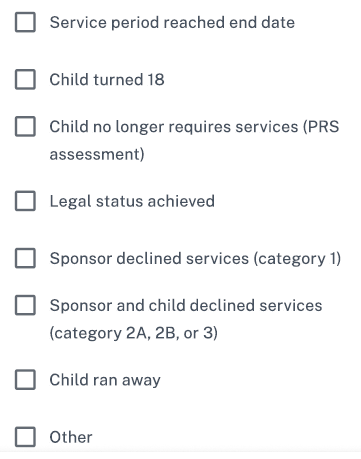 Service period reached end date
Child turned 18
Child no longer requires services (PRS
assessment)
Legal status achieved
Sponsor declined services (category 1)
Sponsor and child declined services
(category 2A, 2B, or 3)
Child ran away
Other